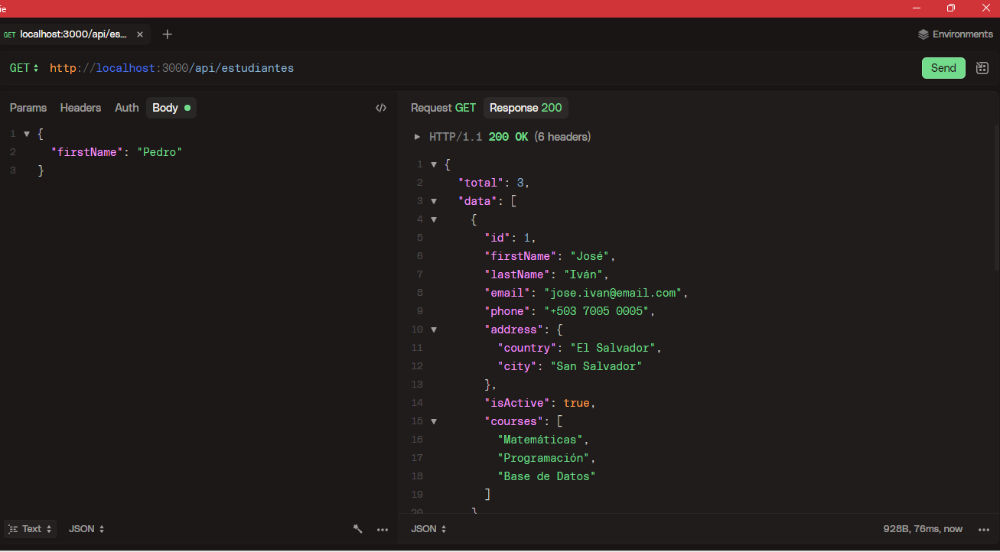 ie
GET localhost:3000/api/es... × +
Environments
GET http://localhost:3000/api/estudiantes
Send
Params Headers Auth Body
1 {
2 "firstName": "Pedro"
3 }
Text JSON
Request GET Response 200
HTTP/1.1 200 OK (6 headers)
1 {
2 "total": 3,
3 "data": [
4 {
5 "id": 1,
6 "firstName": "José",
7 "lastName": "Iván",
8 "email": "jose.ivan@email.com",
9 "phone": "+503 7005 0005",
10 "address": {
11 "country": "El Salvador",
12 "city": "San Salvador"
13 },
14 "isActive": true,
15 "courses": [
16 "Matemáticas",
17 "Programación",
18 "Base de Datos"
19 ]
20 }
JSON
928B, 76ms, now